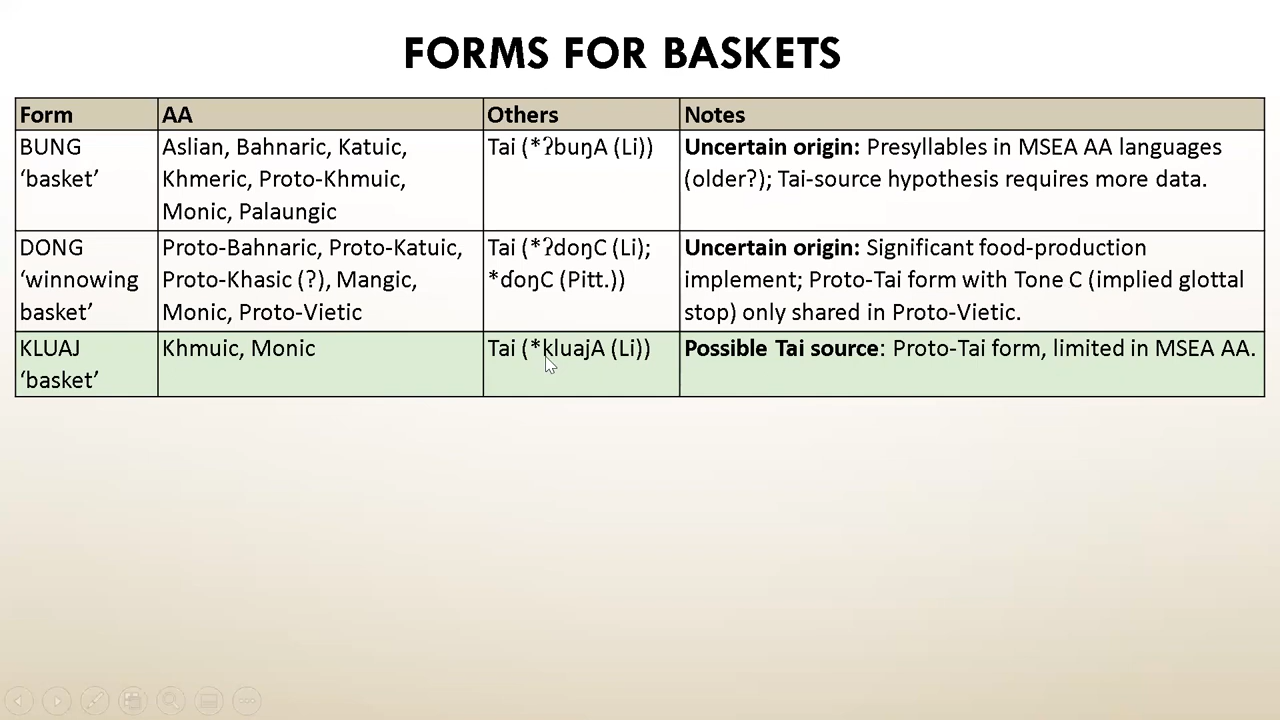 FORMS FOR BASKETS
Form AA Others Notes
BUNG Aslian, Bahnaric, Katuic, Tai (*ʔbuŋA (Li)) Uncertain origin: Presyllables in MSEA AA languages
‘basket’ Khmeric, Proto-Khmuic, (older?); Tai-source hypothesis requires more data.
Monic, Palaungic
DONG Proto-Bahnaric, Proto-Katuic, Tai (*ʔdoŋC (Li); Uncertain origin: Significant food-production
‘winnowing Proto-Khasic (?), Mangic, *ɗoŋC (Pitt.)) implement; Proto-Tai form with Tone C (implied glottal
basket’ Monic, Proto-Vietic stop) only shared in Proto-Vietic.
KLUAJ Khmuic, Monic Tai (*kluajA (Li)) Possible Tai source: Proto-Tai form, limited in MSEA AA.
‘basket’